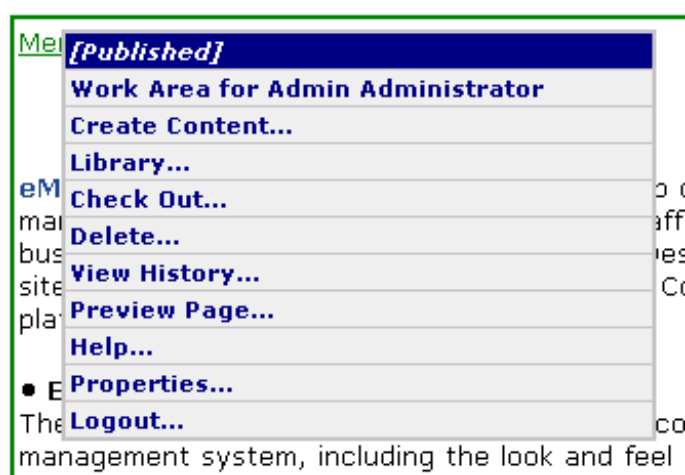 [Published]
Work Area for Admin Administrator
Create Content...
Library...
Check Out...
Delete...
View History...
Preview Page...
Help...
Properties...
Logout...
management system, including the look and feel